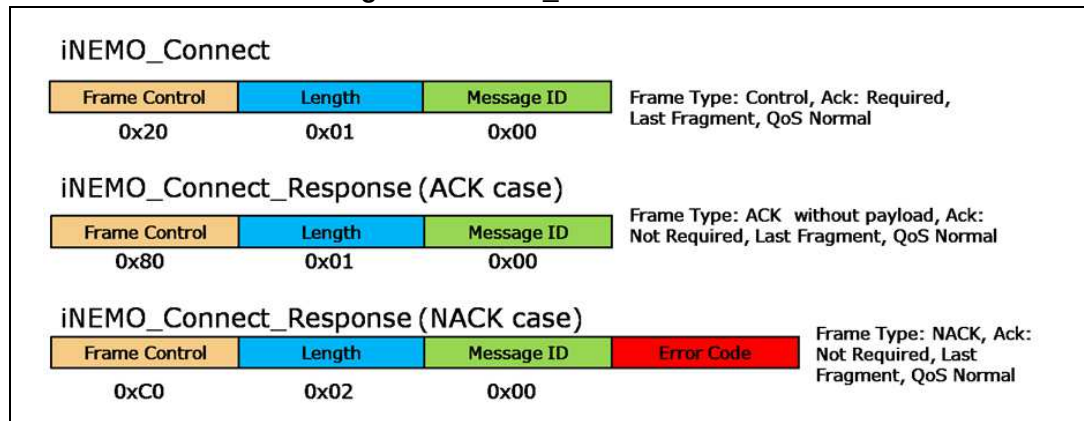 iNEMO_Connect
Frame Control Length Message ID
0x20 0x01 0x00
Frame Type: Control, Ack: Required,
Last Fragment, QoS Normal
iNEMO_Connect_Response (ACK case)
Frame Control Length Message ID
0x80 0x01 0x00
Frame Type: ACK without payload, Ack:
Not Required, Last Fragment, QoS Normal
iNEMO_Connect_Response (NACK case)
Frame Control Length Message ID Error Code
0xC0 0x02 0x00
Frame Type: NACK, Ack:
Not Required, Last
Fragment, QoS Normal